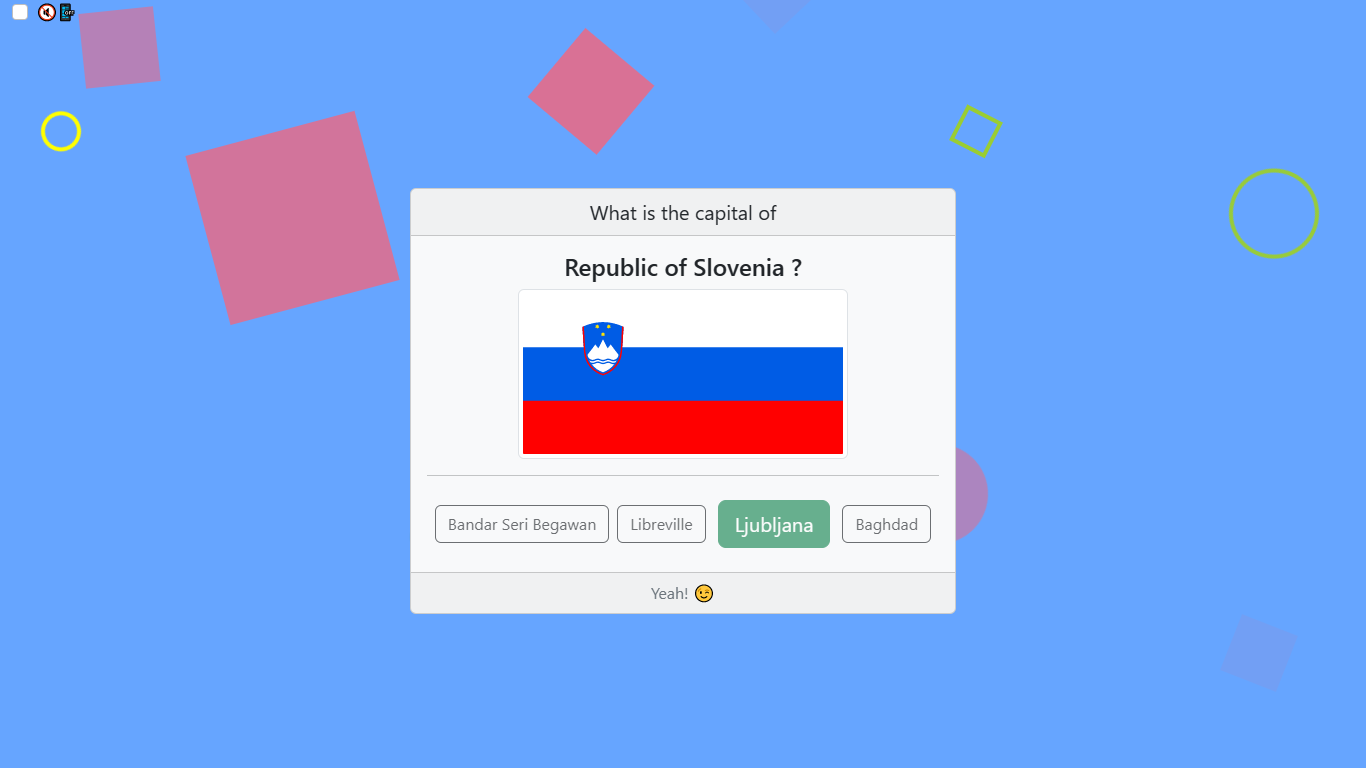 What is the capital of
Republic of Slovenia ?
Bandar Seri Begawan Libreville Ljubljana Baghdad
Yeah! 😉